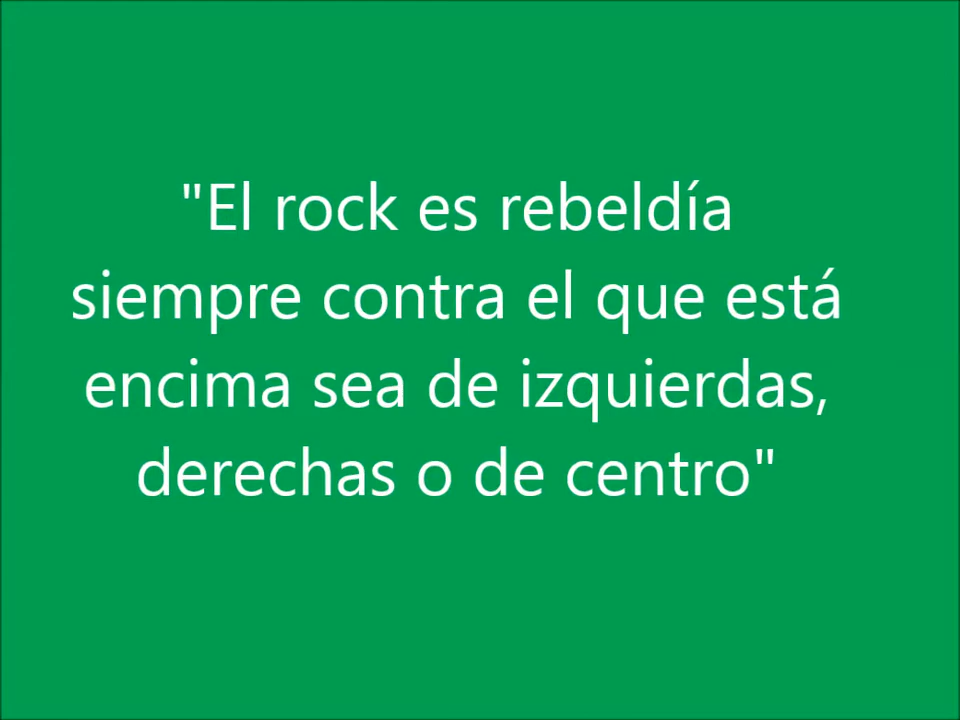 "El rock es rebeldía
siempre contra el que está
encima sea de izquierdas,
derechas o de centro"